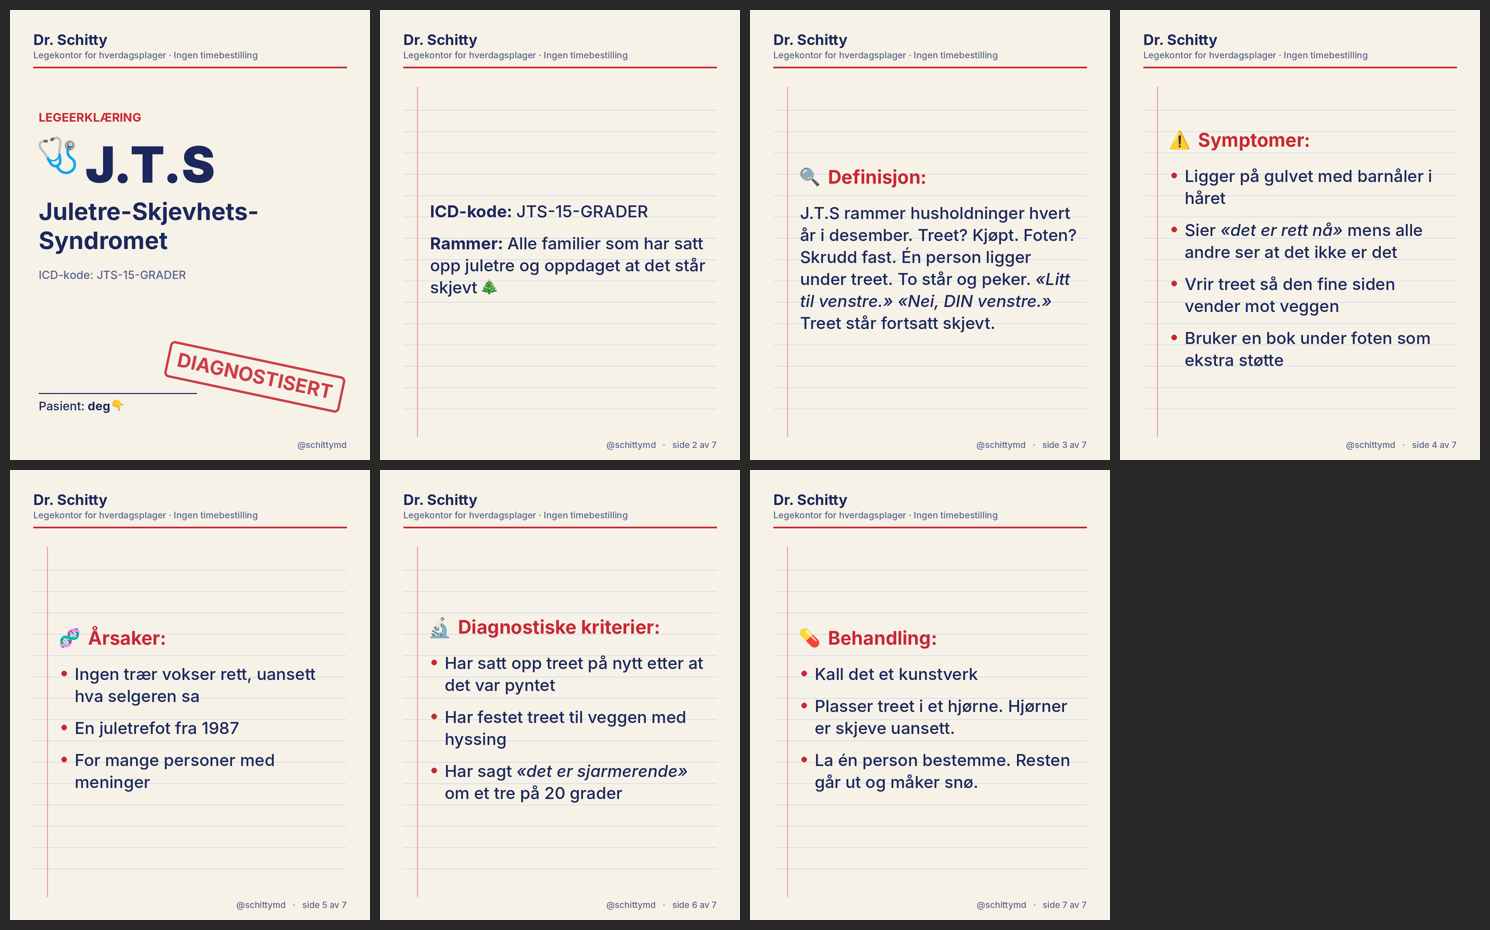 Dr. Schitty
Legekontor for hverdagsplager · Ingen timebestilling
LEGEERKLÆRING
🩺 J.T.S
Juletre-Skjevhets-
Syndromet
ICD-kode: JTS-15-GRADER
DIAGNOSTISERT
Pasient: deg👇
@schittymd
Dr. Schitty
Legekontor for hverdagsplager · Ingen timebestilling
ICD-kode: JTS-15-GRADER
Rammer: Alle familier som har satt
opp juletre og oppdaget at det står
skjevt 🎄
@schittymd · side 2 av 7
Dr. Schitty
Legekontor for hverdagsplager · Ingen timebestilling
🔍 Definisjon:
J.T.S rammer husholdninger hvert
år i desember. Treet? Kjøpt. Foten?
Skrudd fast. Én person ligger
under treet. To står og peker. «Litt
til venstre.» «Nei, DIN venstre.»
Treet står fortsatt skjevt.
@schittymd · side 3 av 7
Dr. Schitty
Legekontor for hverdagsplager · Ingen timebestilling
⚠️ Symptomer:
• Ligger på gulvet med barnåler i
håret
• Sier «det er rett nå» mens alle
andre ser at det ikke er det
• Vrir treet så den fine siden
vender mot veggen
• Bruker en bok under foten som
ekstra støtte
@schittymd · side 4 av 7
Dr. Schitty
Legekontor for hverdagsplager · Ingen timebestilling
🧬 Årsaker:
• Ingen trær vokser rett, uansett
hva selgeren sa
• En juletrefot fra 1987
• For mange personer med
meninger
@schittymd · side 5 av 7
Dr. Schitty
Legekontor for hverdagsplager · Ingen timebestilling
🔬 Diagnostiske kriterier:
• Har satt opp treet på nytt etter at
det var pyntet
• Har festet treet til veggen med
hyssing
• Har sagt «det er sjarmerende»
om et tre på 20 grader
@schittymd · side 6 av 7
Dr. Schitty
Legekontor for hverdagsplager · Ingen timebestilling
💊 Behandling:
• Kall det et kunstverk
• Plasser treet i et hjørne. Hjørner
er skjeve uansett.
• La én person bestemme. Resten
går ut og måker snø.
@schittymd · side 7 av 7